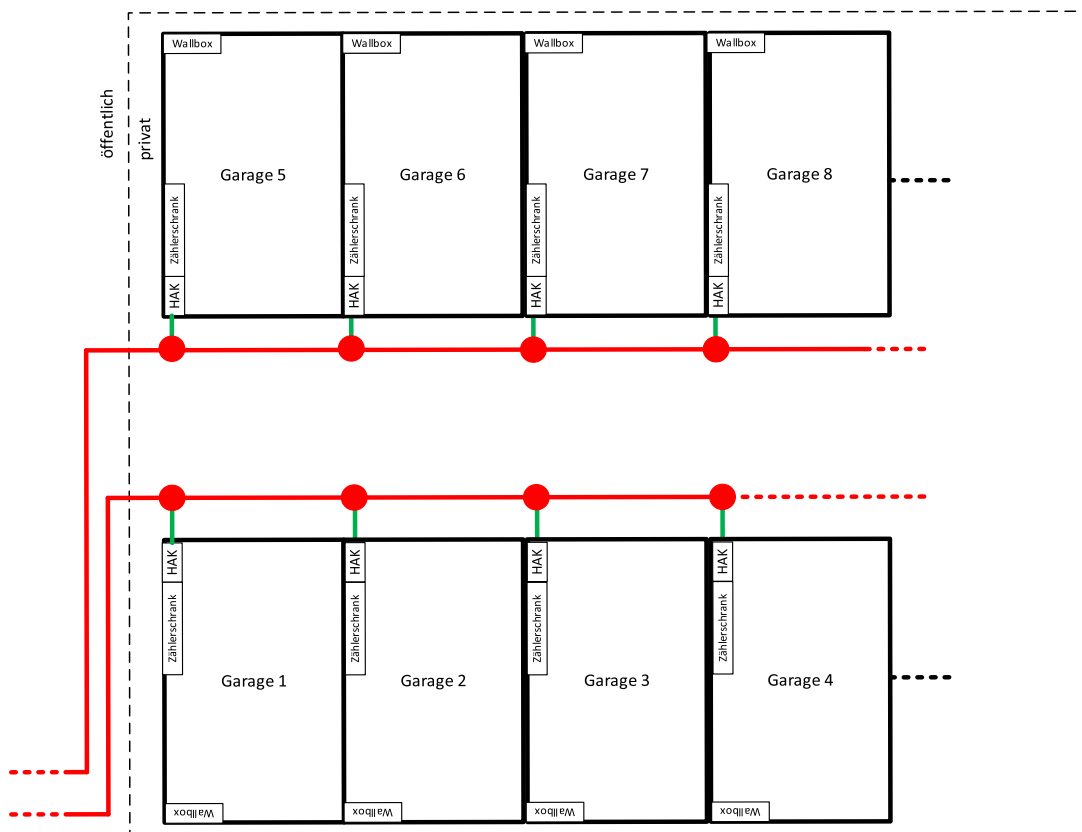 Wallbox
Wallbox
Wallbox
Wallbox
öffentlich
privat
Garage 5
Garage 6
Garage 7
Garage 8
Zählerschrank
Zählerschrank
Zählerschrank
Zählerschrank
HAK
HAK
HAK
HAK
HAK
HAK
HAK
HAK
Zählerschrank
Zählerschrank
Zählerschrank
Zählerschrank
Garage 1
Garage 2
Garage 3
Garage 4
Wallbox
Wallbox
Wallbox
Wallbox